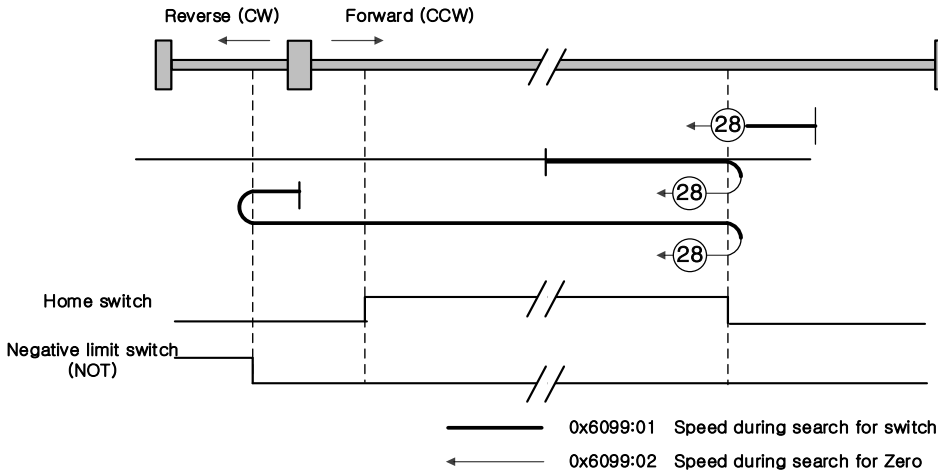 Reverse (CW)
Forward (CCW)
28
28
28
Home switch
Negative limit switch
(NOT)
0x6099:01 Speed during search for switch
0x6099:02 Speed during search for Zero